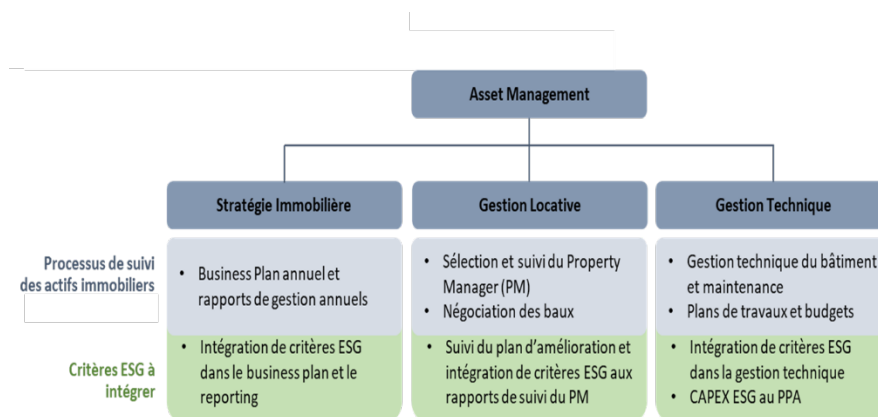 Asset Management
Stratégie Immobilière
Gestion Locative
Gestion Technique
Processus de suivi
des actifs immobiliers
• Business Plan annuel et
rapports de gestion annuels
• Sélection et suivi du Property
Manager (PM)
• Négociation des baux
• Gestion technique du bâtiment
et maintenance
• Plans de travaux et budgets
Critères ESG à
intégrer
• Intégration de critères ESG
dans le business plan et le
reporting
• Suivi du plan d'amélioration et
intégration de critères ESG aux
rapports de suivi du PM
• Intégration de critères ESG
dans la gestion technique
• CAPEX ESG au PPA